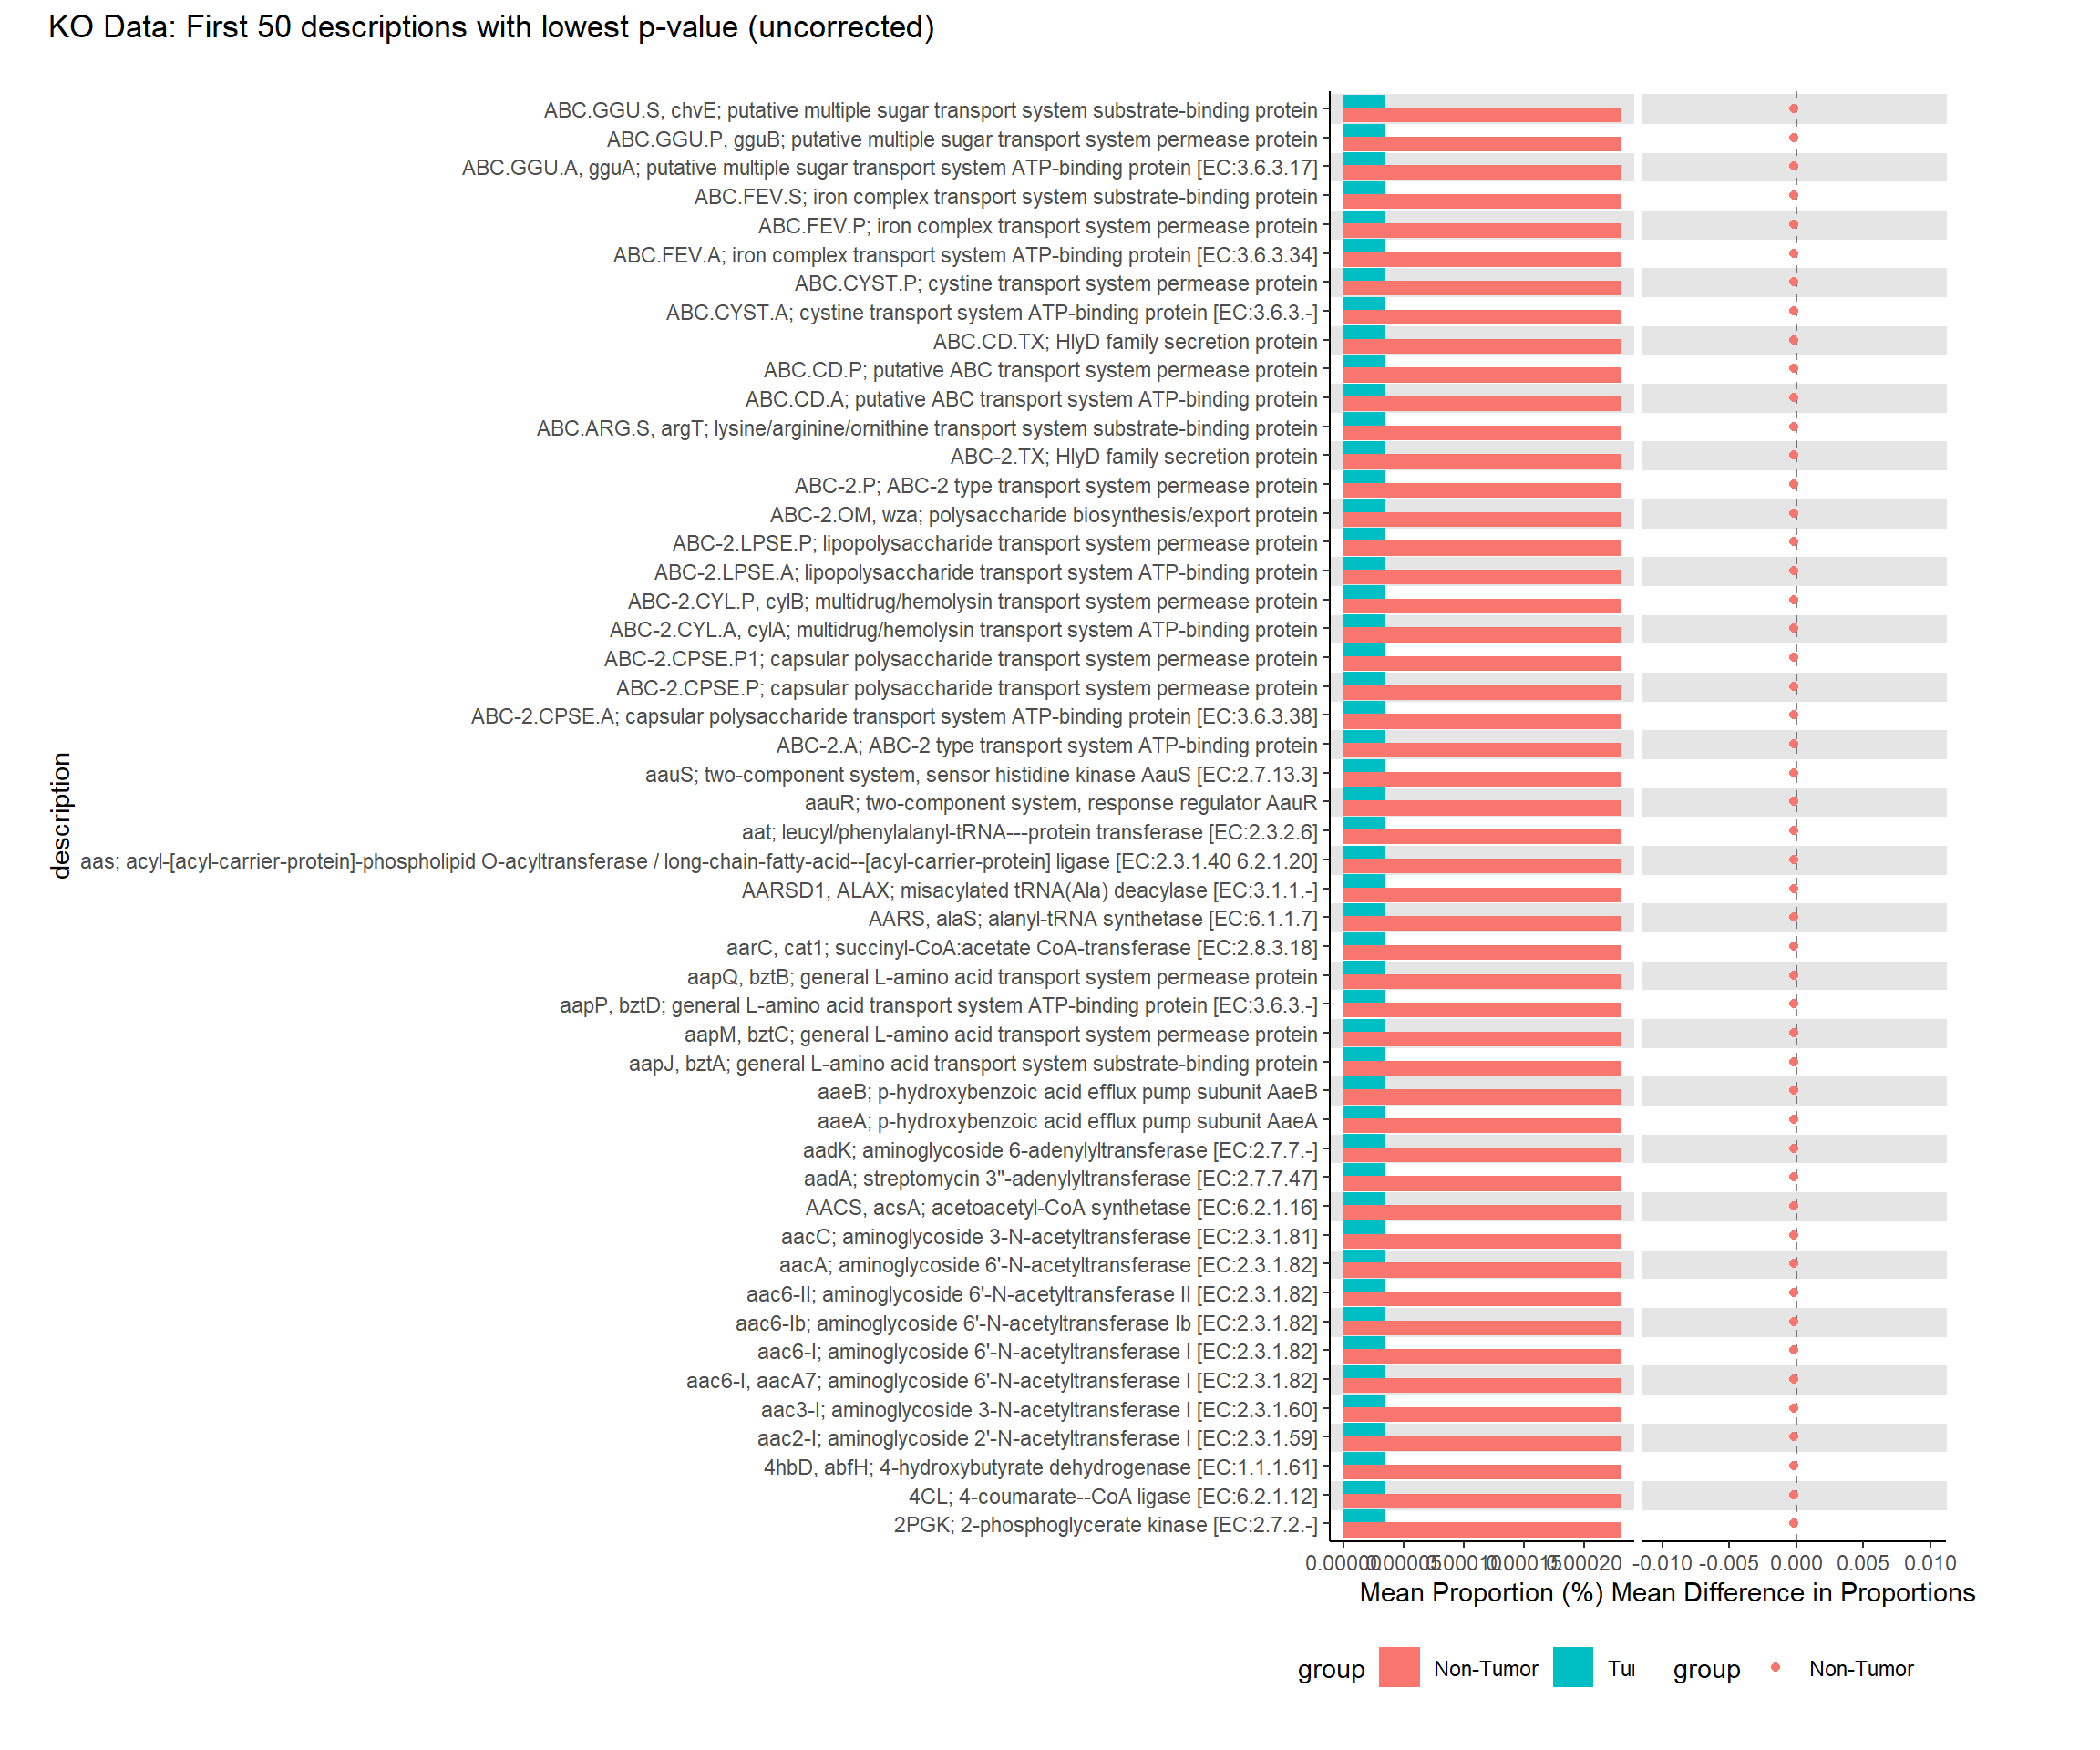 KO Data: First 50 descriptions with lowest p-value (uncorrected)
ABC.GGU.S, chvE; putative multiple sugar transport system substrate-binding protein
ABC.GGU.P, gguB; putative multiple sugar transport system permease protein
ABC.GGU.A, gguA; putative multiple sugar transport system ATP-binding protein [EC:3.6.3.17]
ABC.FEV.S; iron complex transport system substrate-binding protein
ABC.FEV.P; iron complex transport system permease protein
ABC.FEV.A; iron complex transport system ATP-binding protein [EC:3.6.3.34]
ABC.CYST.P; cystine transport system permease protein
ABC.CYST.A; cystine transport system ATP-binding protein [EC:3.6.3.-]
ABC.CD.TX; HlyD family secretion protein
ABC.CD.P; putative ABC transport system permease protein
ABC.CD.A; putative ABC transport system ATP-binding protein
ABC.ARG.S, argT; lysine/arginine/ornithine transport system substrate-binding protein
ABC-2.TX; HlyD family secretion protein
ABC-2.P; ABC-2 type transport system permease protein
ABC-2.OM, wza; polysaccharide biosynthesis/export protein
ABC-2.LPSE.P; lipopolysaccharide transport system permease protein
ABC-2.LPSE.A; lipopolysaccharide transport system ATP-binding protein
ABC-2.CYL.P, cylB; multidrug/hemolysin transport system permease protein
ABC-2.CYL.A, cylA; multidrug/hemolysin transport system ATP-binding protein
ABC-2.CPSE.P1; capsular polysaccharide transport system permease protein
ABC-2.CPSE.P; capsular polysaccharide transport system permease protein
ABC-2.CPSE.A; capsular polysaccharide transport system ATP-binding protein [EC:3.6.3.38]
ABC-2.A; ABC-2 type transport system ATP-binding protein
aauS; two-component system, sensor histidine kinase AauS [EC:2.7.13.3]
aauR; two-component system, response regulator AauR
aat; leucyl/phenylalanyl-tRNA---protein transferase [EC:2.3.2.6]
description
aas; acyl-[acyl-carrier-protein]-phospholipid O-acyltransferase / long-chain-fatty-acid--[acyl-carrier-protein] ligase [EC:2.3.1.40 6.2.1.20]
AARSD1, ALAX; misacylated tRNA(Ala) deacylase [EC:3.1.1.-]
AARS, alaS; alanyl-tRNA synthetase [EC:6.1.1.7]
aarC, cat1; succinyl-CoA:acetate CoA-transferase [EC:2.8.3.18]
aapQ, bztB; general L-amino acid transport system permease protein
aapP, bztD; general L-amino acid transport system ATP-binding protein [EC:3.6.3.-]
aapM, bztC; general L-amino acid transport system permease protein
aapJ, bztA; general L-amino acid transport system substrate-binding protein
aaeB; p-hydroxybenzoic acid efflux pump subunit AaeB
aaeA; p-hydroxybenzoic acid efflux pump subunit AaeA
aadK; aminoglycoside 6-adenylyltransferase [EC:2.7.7.-]
aadA; streptomycin 3"-adenylyltransferase [EC:2.7.7.47]
AACS, acsA; acetoacetyl-CoA synthetase [EC:6.2.1.16]
aacC; aminoglycoside 3-N-acetyltransferase [EC:2.3.1.81]
aacA; aminoglycoside 6'-N-acetyltransferase [EC:2.3.1.82]
aac6-II; aminoglycoside 6'-N-acetyltransferase II [EC:2.3.1.82]
aac6-Ib; aminoglycoside 6'-N-acetyltransferase Ib [EC:2.3.1.82]
aac6-I; aminoglycoside 6'-N-acetyltransferase I [EC:2.3.1.82]
aac6-I, aacA7; aminoglycoside 6'-N-acetyltransferase I [EC:2.3.1.82]
aac3-I; aminoglycoside 3-N-acetyltransferase I [EC:2.3.1.60]
aac2-I; aminoglycoside 2'-N-acetyltransferase I [EC:2.3.1.59]
4hbD, abfH; 4-hydroxybutyrate dehydrogenase [EC:1.1.1.61]
4CL; 4-coumarate--CoA ligase [EC:6.2.1.12]
2PGK; 2-phosphoglycerate kinase [EC:2.7.2.-]
0.00000 0.00005 0.00010 0.00015 0.00020 -0.010 -0.005 0.000 0.005 0.010
Mean Proportion (%) Mean Difference in Proportions
group Non-Tumor Tu group Non-Tumor